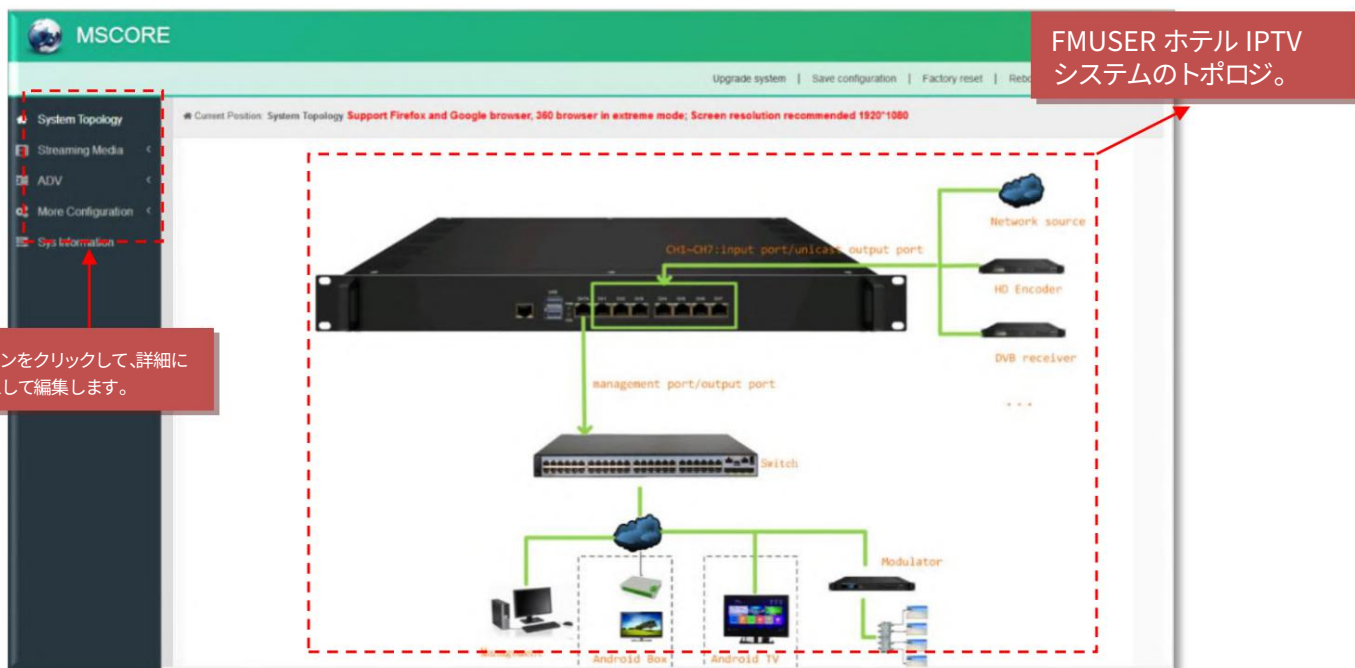 MSCORE
FMUSER ホテル IPTV
システムのトポロジ。
Upgrade system | Save configuration | Factory reset |
System Topology
Streaming Media
ADV
More Configuration
Sys Information
Current Position: System Topology Support Firefox and Google browser, 360 browser in extreme mode; Screen resolution recommended 1920*1080
Network source
CH1~CH7:input port/unicast output port
HD Encoder
DVB receiver
...
ンをクリックして、詳細に
して編集します。
management port/output port
Switch
Modulator
Management
Android Box
Android TV